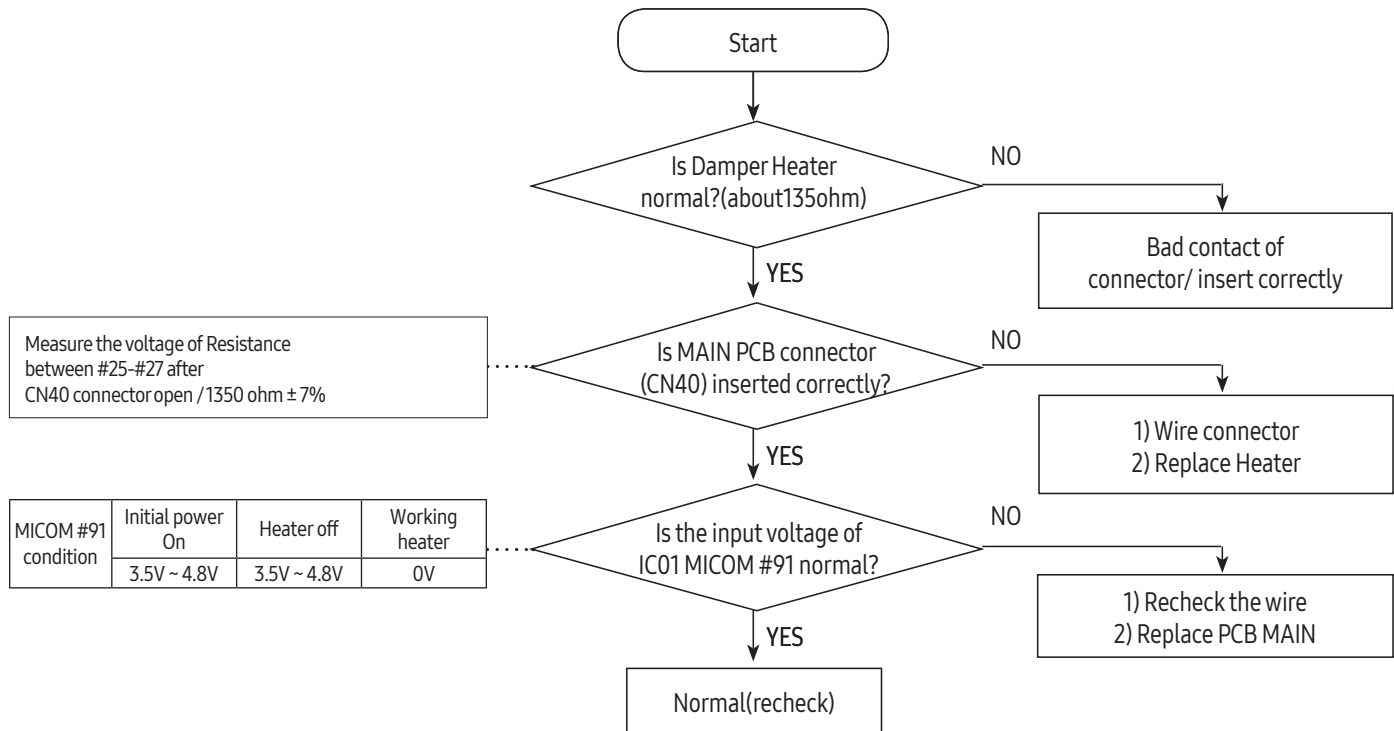 Start
Is Damper Heater
normal?(about135ohm)
NO
Bad contact of
connector/ insert correctly
YES
Measure the voltage of Resistance
between #25-#27 after
CN40 connector open / 1350 ohm ± 7%
Is MAIN PCB connector
(CN40) inserted correctly?
NO
1) Wire connector
2) Replace Heater
YES
MICOM #91
condition
Initial power
On
Heater off
Working
heater
3.5V ~ 4.8V
3.5V ~ 4.8V
0V
Is the input voltage of
IC01 MICOM #91 normal?
NO
1) Recheck the wire
2) Replace PCB MAIN
YES
Normal(recheck)